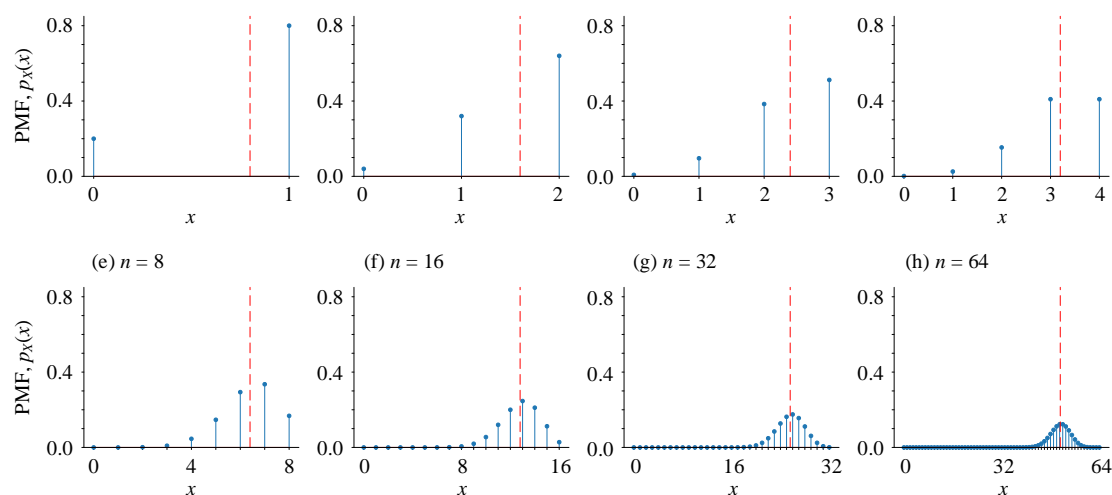 0.8 0.8 0.8 0.8
PMF, pX(x)
0.4 0.4 0.4 0.4
0.0 0.0 0.0 0.0
0 1 0 1 2 0 1 2 3 0 1 2 3 4
x x x x
(e) n = 8 (f) n = 16 (g) n = 32 (h) n = 64
0.8 0.8 0.8 0.8
PMF, pX(x)
0.4 0.4 0.4 0.4
0.0 0.0 0.0 0.0
0 4 8 0 8 16 0 16 32 0 32 64
x x x x